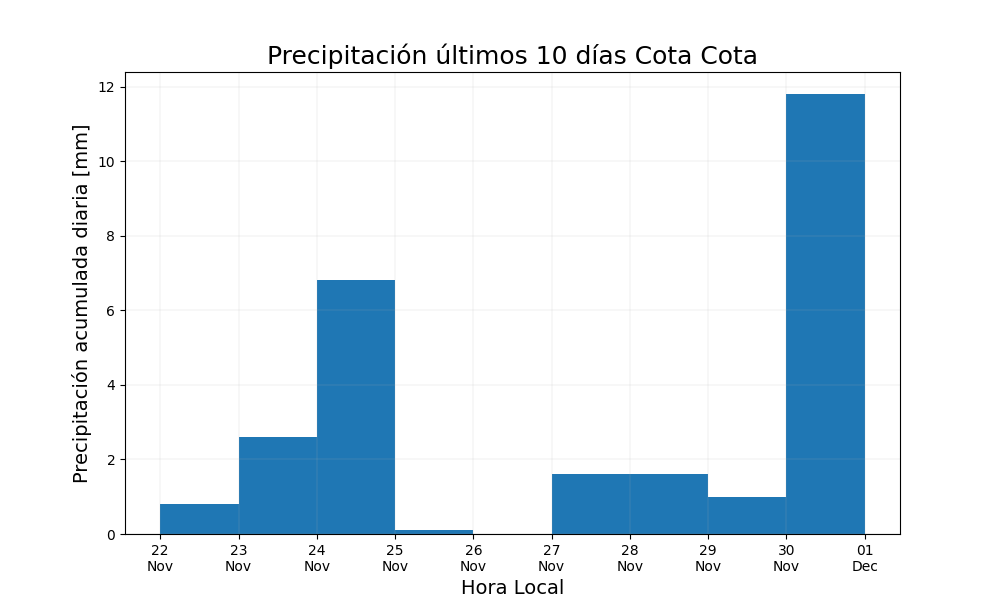 Precipitación últimos 10 días Cota Cota
Precipitación acumulada diaria [mm]
12
10
8
6
4
2
0
22 23 24 25 26 27 28 29 30 01
Nov Nov Nov Nov Nov Nov Nov Nov Nov Dec
Hora Local